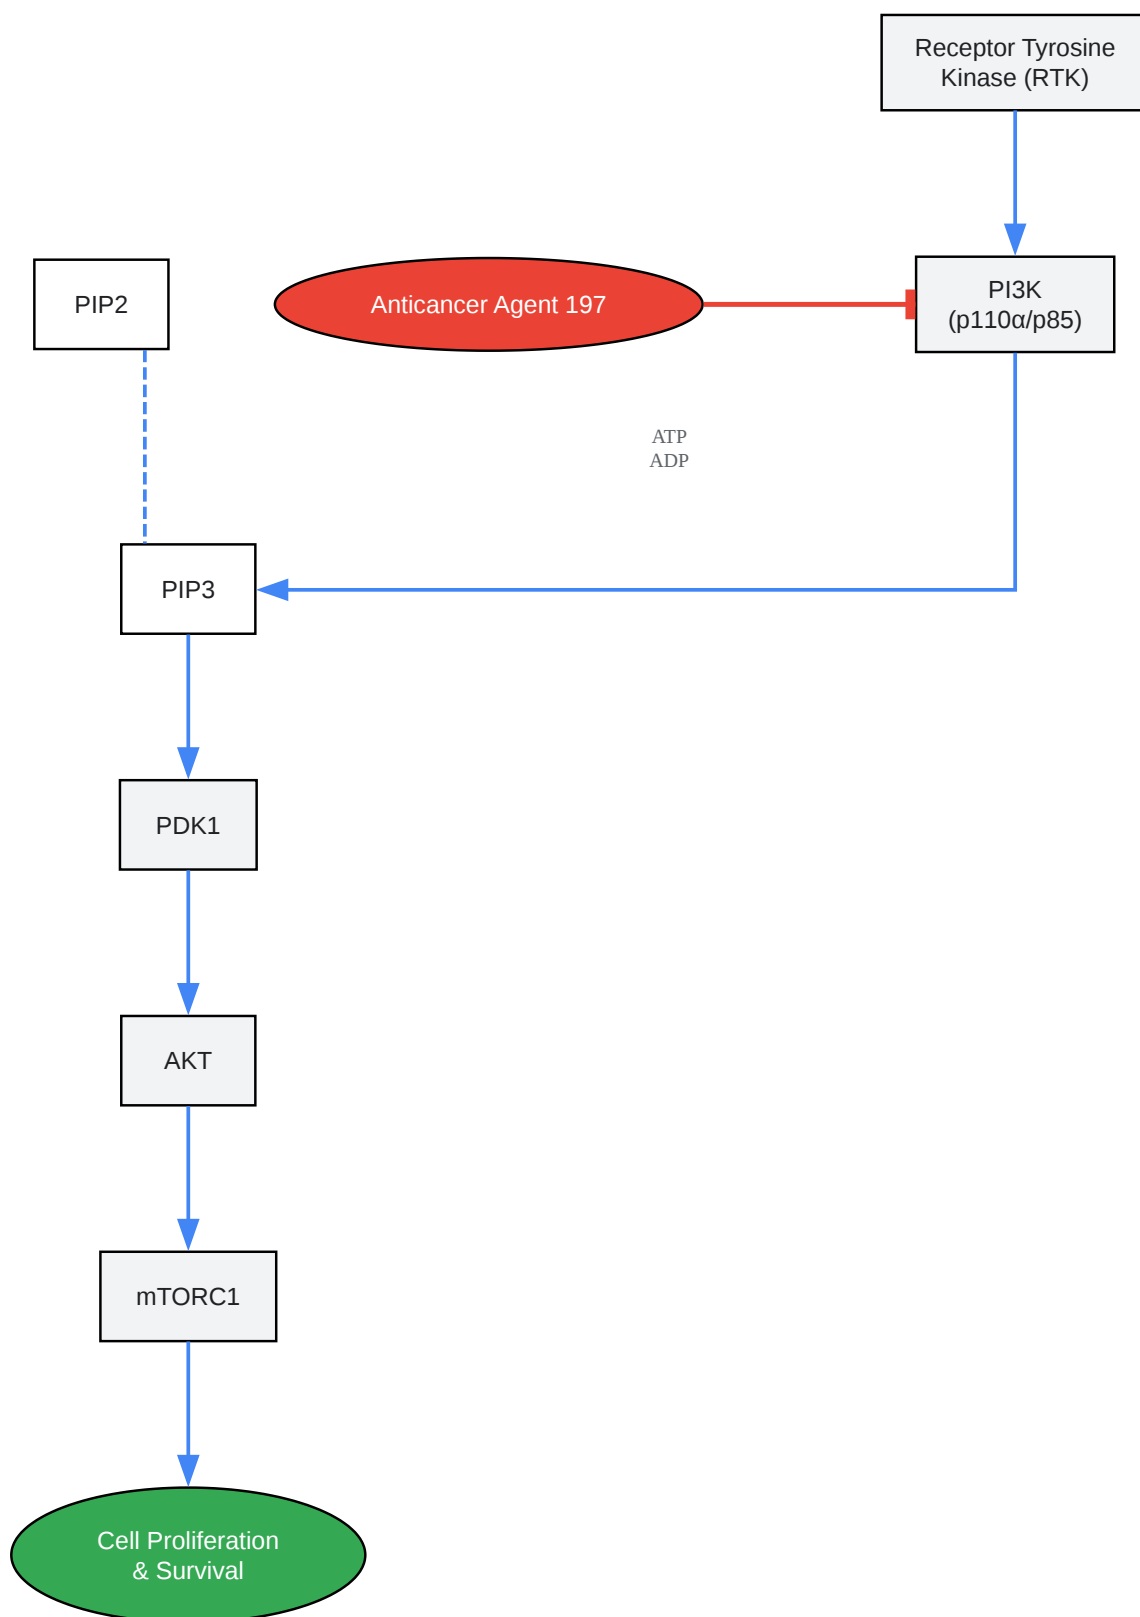 Receptor Tyrosine
Kinase (RTK)
PIP2
Anticancer Agent 197
PI3K
(p110α/p85)
ATP
ADP
PIP3
PDK1
AKT
mTORC1
Cell Proliferation
& Survival